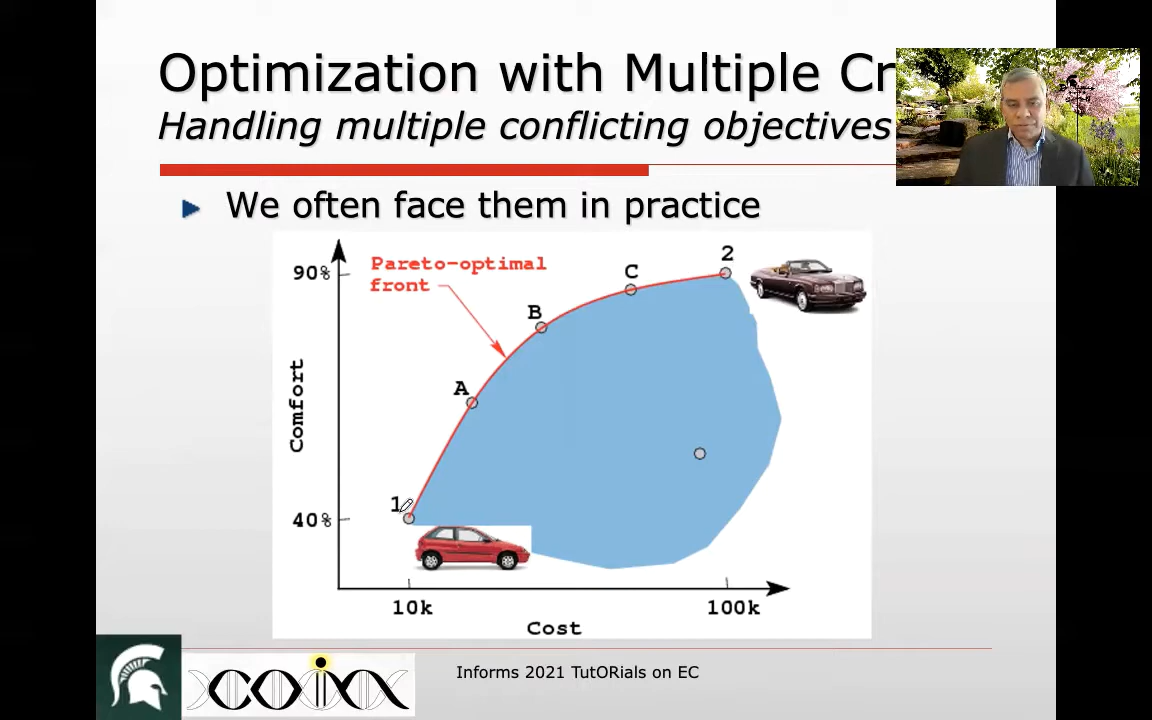 Optimization with Multiple Cr
Handling multiple conflicting objectives
We often face them in practice
Pareto-optimal
front
90%
2
C
B
A
1
40%
Comfort
10k
100k
Cost
COIN
Informs 2021 TutORials on EC